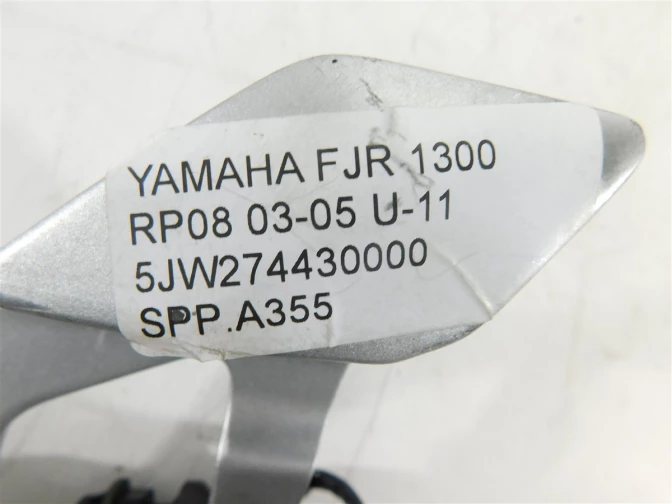 YAMAHA FJR 1300
RP08 03-05 U-11
5JW274430000
SPP.A355